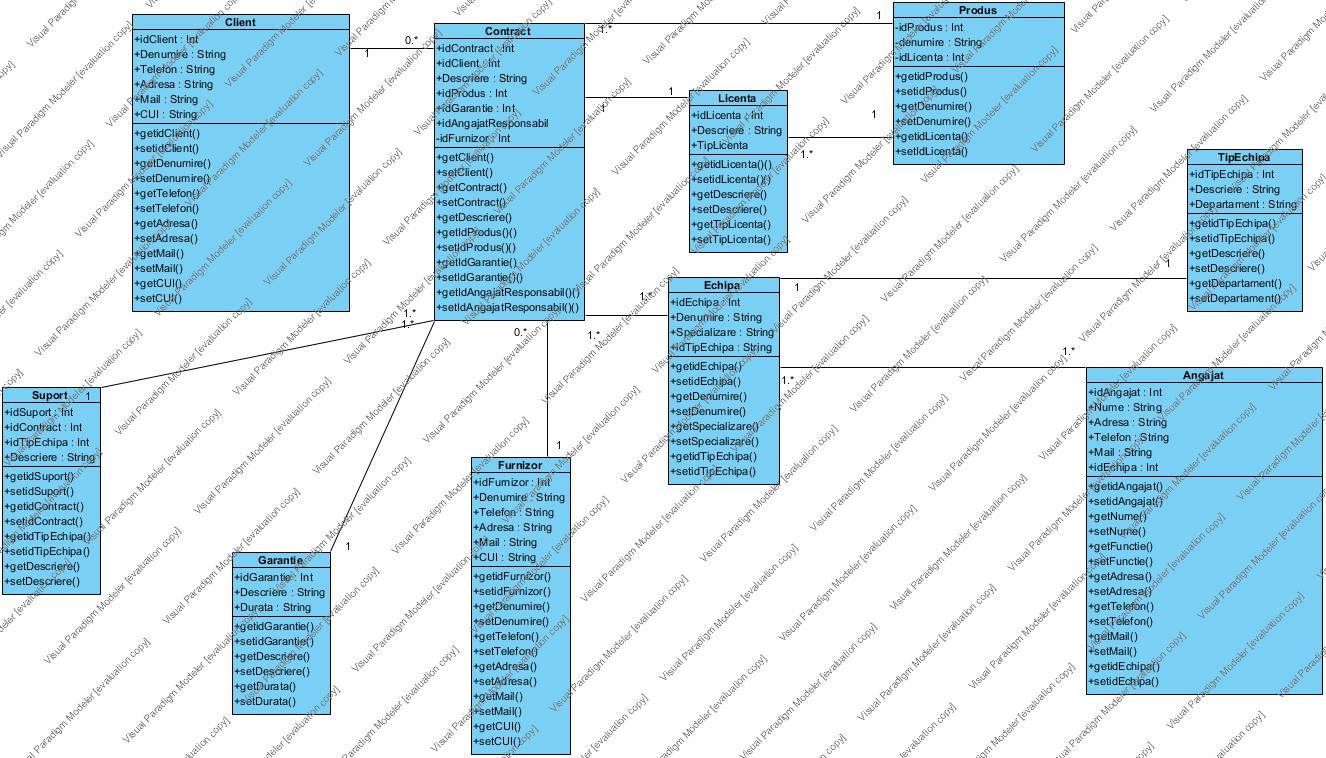 Client
+idClient : Int
+Denumire : String
+Telefon : String
+Adresa : String
+Mail : String
+CUI : String
+getidClient()
+setidClient()
+getDenumire()
+setDenumire()
+getTelefon()
+setTelefon()
+getAdresa()
+setAdresa()
+getMail()
+setMail()
+getCUI()
+setCUI()
1
0.*
Contract
+idContract : Int
+idClient : Int
+Descriere : String
+idProdus : Int
+idGarantie : Int
+idAngajatResponsabil
-idFurnizor : Int
+getClient()
+setClient()
+getContract()
+setContract()
+getDescriere()
+getIdProdus()()
+setIdProdus()()
+getIdGarantie()
+setIdGarantie()()
+getIdAngajatResponsabil()()
+setIdAngajatResponsabil()()
1.*
1
Produs
-idProdus : Int
-denumire : String
-idLicenta : Int
+getidProdus()
+setidProdus()
+getDenumire()
+setDenumire()
+getidLicenta()
+setIdLicenta()
1
1
Licenta
+idLicenta : Int
+Descriere : String
+TipLicenta
+getidLicenta()()
+setidLicenta()()
+getDescriere()
+setDescriere()
+getTipLicenta()
+setTipLicenta()
1
1.*
TipEchipa
+idTipEchipa : Int
+Descriere : String
+Departament : String
+getidTipEchipa()
+setidTipEchipa()
+getDescriere()
+setDescriere()
+getDepartament()
+setDepartament()
1
1
Echipa
+idEchipa : Int
+Denumire : String
+Specializare : String
+idTipEchipa : String
+getidEchipa()
+setidEchipa()
+getDenumire()
+setDenumire()
+getSpecializare()
+setSpecializare()
+getidTipEchipa()
+setidTipEchipa()
1.*
1.*
1.*
1.*
Angajat
+idAngajat : Int
+Nume : String
+Adresa : String
+Telefon : String
+Mail : String
+idEchipa : Int
+getidAngajat()
+setidAngajat()
+getNume()
+setNume()
+getFunctie()
+setFunctie()
+getAdresa()
+setAdresa()
+getTelefon()
+setTelefon()
+getMail()
+setMail()
+getidEchipa()
+setidEchipa()
1.*
1.*
0.*
Suport
1
+idSuport : Int
+idContract : Int
+idTipEchipa : Int
+Descriere : String
+getidSuport()
+setidSuport()
+getidContract()
+setidContract()
+getidTipEchipa()
+setidTipEchipa()
+getDescriere()
+setDescriere()
Garantie
1
+idGarantie : Int
+Descriere : String
+Durata : String
+getidGarantie()
+setidGarantie()
+getDescriere()
+setDescriere()
+getDurata()
+setDurata()
1
Furnizor
+idFurnizor : Int
+Denumire : String
+Telefon : String
+Adresa : String
+Mail : String
+CUI : String
+getidFurnizor()
+setidFurnizor()
+getDenumire()
+setDenumire()
+getTelefon()
+setTelefon()
+getAdresa()
+setAdresa()
+getMail()
+setMail()
+getCUI()
+setCUI()
Visual Paradigm Modeler [evaluation copy]